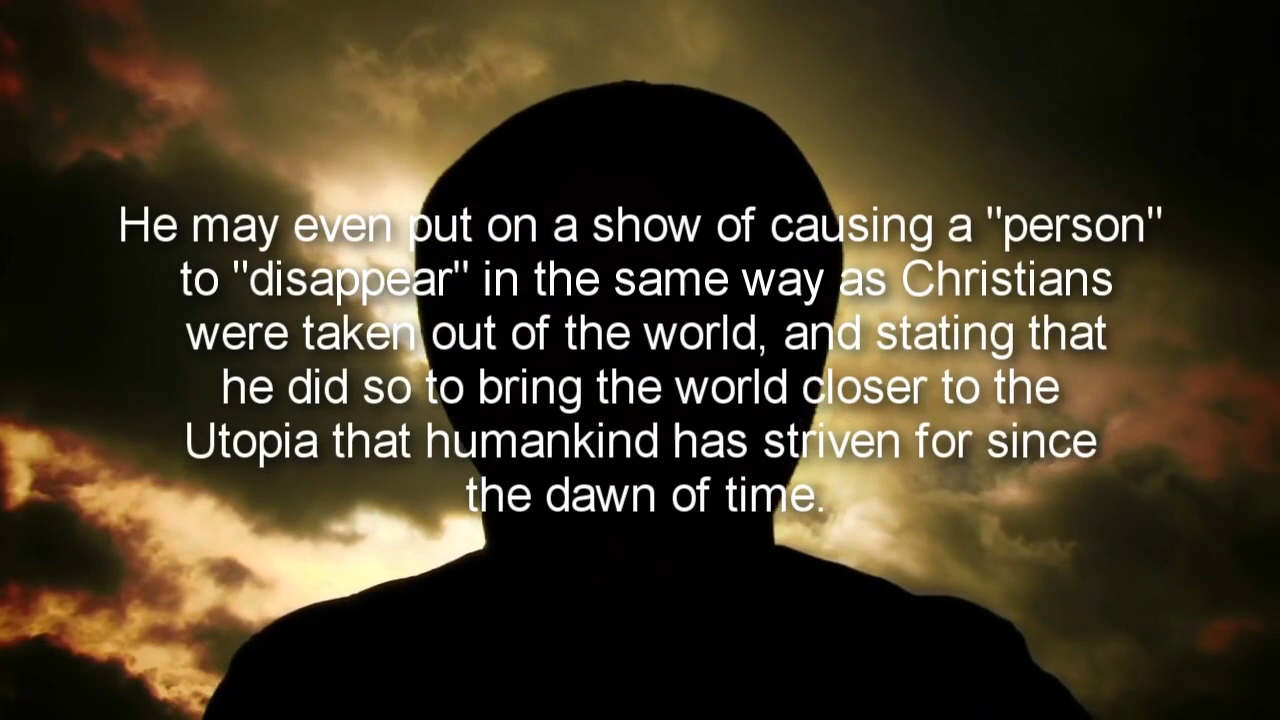 He may even put on a show of causing a "person"
to "disappear" in the same way as Christians
were taken out of the world, and stating that
he did so to bring the world closer to the
Utopia that humankind has striven for since
the dawn of time.